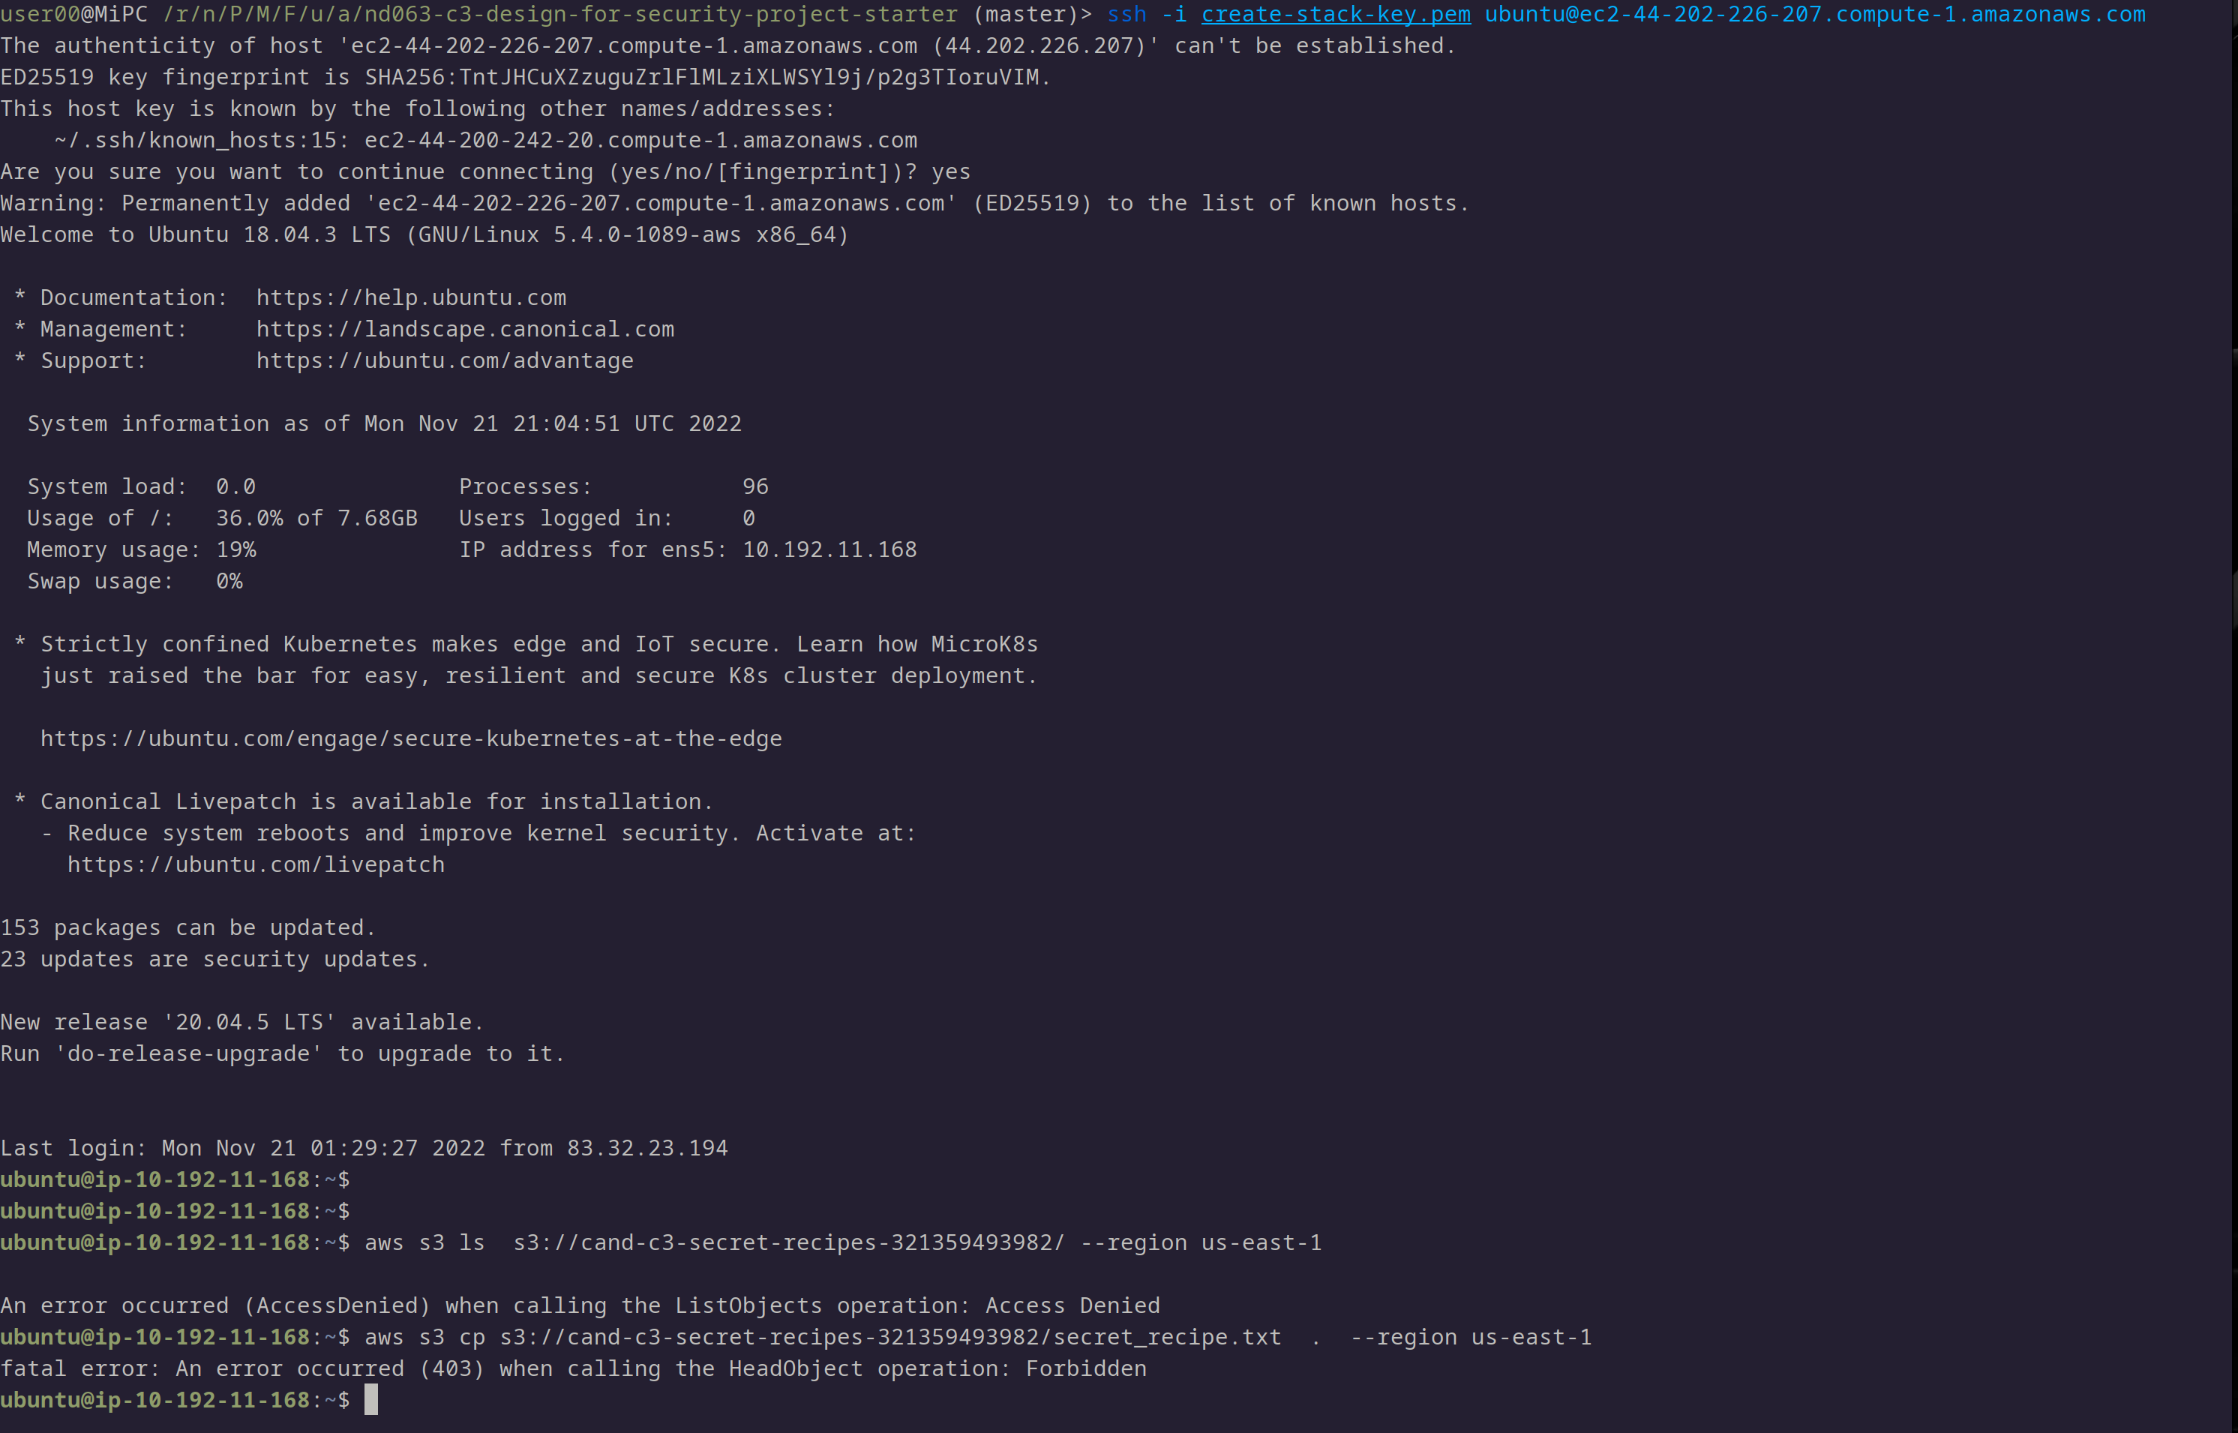 user00@MiPC /r/n/P/M/F/u/a/nd063-c3-design-for-security-project-starter (master)> ssh -i create-stack-key.pem ubuntu@ec2-44-202-226-207.compute-1.amazonaws.com
The authenticity of host 'ec2-44-202-226-207.compute-1.amazonaws.com (44.202.226.207)' can't be established.
ED25519 key fingerprint is SHA256:TntJHCuXZzuguZrlFlMLziXLWSYl9j/p2g3TIoruVIM.
This host key is known by the following other names/addresses:
    ~/.ssh/known_hosts:15: ec2-44-200-242-20.compute-1.amazonaws.com
Are you sure you want to continue connecting (yes/no/[fingerprint])? yes
Warning: Permanently added 'ec2-44-202-226-207.compute-1.amazonaws.com' (ED25519) to the list of known hosts.
Welcome to Ubuntu 18.04.3 LTS (GNU/Linux 5.4.0-1089-aws x86_64)

 * Documentation:  https://help.ubuntu.com
 * Management:     https://landscape.canonical.com
 * Support:        https://ubuntu.com/advantage

  System information as of Mon Nov 21 21:04:51 UTC 2022

  System load:  0.0               Processes:           96
  Usage of /:   36.0% of 7.68GB   Users logged in:     0
  Memory usage: 19%               IP address for ens5: 10.192.11.168
  Swap usage:   0%

 * Strictly confined Kubernetes makes edge and IoT secure. Learn how MicroK8s
   just raised the bar for easy, resilient and secure K8s cluster deployment.

   https://ubuntu.com/engage/secure-kubernetes-at-the-edge

 * Canonical Livepatch is available for installation.
   - Reduce system reboots and improve kernel security. Activate at:
     https://ubuntu.com/livepatch

153 packages can be updated.
23 updates are security updates.

New release '20.04.5 LTS' available.
Run 'do-release-upgrade' to upgrade to it.

Last login: Mon Nov 21 01:29:27 2022 from 83.32.23.194
ubuntu@ip-10-192-11-168:~$
ubuntu@ip-10-192-11-168:~$
ubuntu@ip-10-192-11-168:~$ aws s3 ls  s3://cand-c3-secret-recipes-321359493982/ --region us-east-1

An error occurred (AccessDenied) when calling the ListObjects operation: Access Denied
ubuntu@ip-10-192-11-168:~$ aws s3 cp s3://cand-c3-secret-recipes-321359493982/secret_recipe.txt  .  --region us-east-1
fatal error: An error occurred (403) when calling the HeadObject operation: Forbidden
ubuntu@ip-10-192-11-168:~$